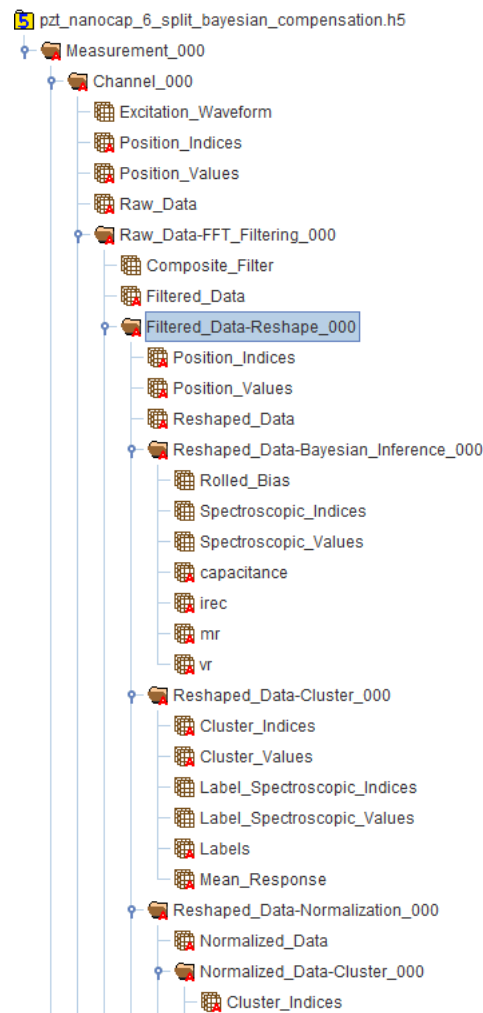 pzt_nanocap_6_split_bayesian_compensation.h5
Measurement_000
Channel_000
Excitation_Waveform
Position_Indices
Position_Values
Raw_Data
Raw_Data-FFT_Filtering_000
Composite_Filter
Filtered_Data
Filtered_Data-Reshape_000
Position_Indices
Position_Values
Reshaped_Data
Reshaped_Data-Bayesian_Inference_000
Rolled_Bias
Spectroscopic_Indices
Spectroscopic_Values
capacitance
irec
mr
vr
Reshaped_Data-Cluster_000
Cluster_Indices
Cluster_Values
Label_Spectroscopic_Indices
Label_Spectroscopic_Values
Labels
Mean_Response
Reshaped_Data-Normalization_000
Normalized_Data
Normalized_Data-Cluster_000
Cluster_Indices